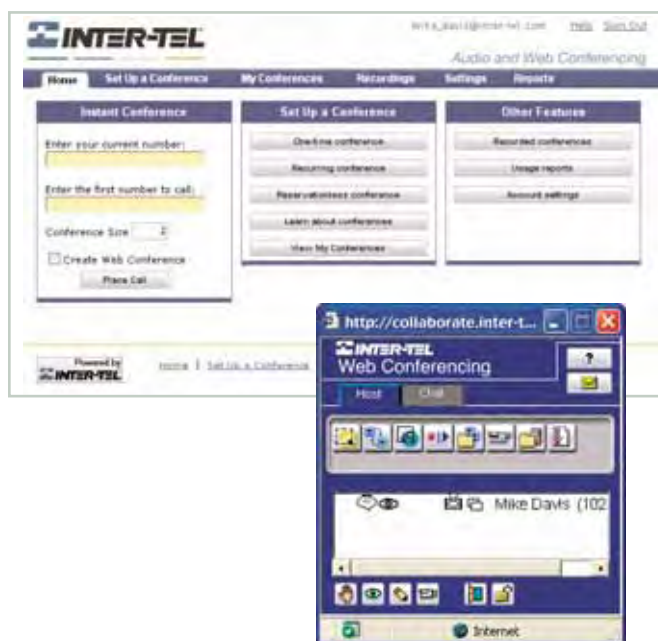 INTER-TEL
mike_davis@inter-tel.com Help Sign Out
Audio and Web Conferencing
Home Set Up a Conference My Conferences Recordings Settings Reports
Instant Conference
Enter your current number:
Enter the first number to call:
Conference Size
Create Web Conference
Place Call
Set Up a Conference
One-time conference
Recurring conference
Reservationless conference
Learn about conferences
View My Conferences
Other Features
Recorded conferences
Usage reports
Account settings
Powered by
INTER-TEL
Home | Set Up a Conference
http://collaborate.inter-t...
INTER-TEL
Web Conferencing
?
Host Chat
Mike Davis (102
Internet